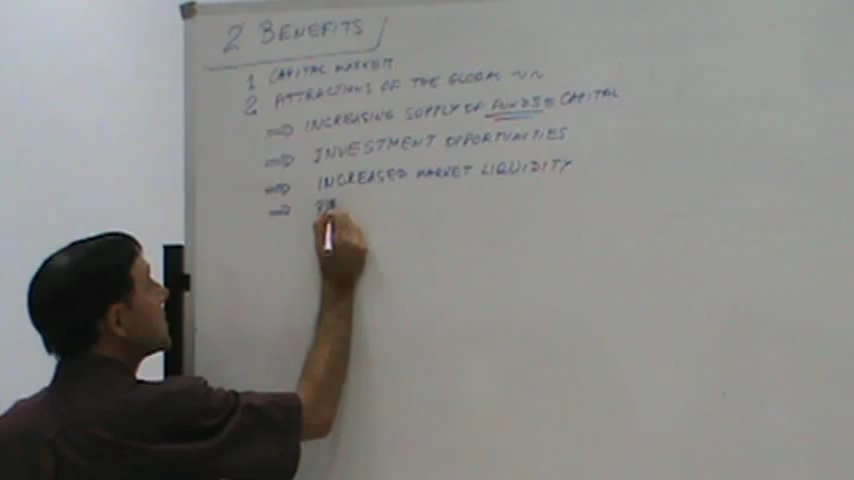 2 BENEFITS
1 CAPITAL MARKET
2 ATTRACTIONS OF THE GLOBAL ~~
⇒ INCREASING SUPPLY OF FUNDS = CAPITAL
⇒ INVESTMENT OPPORTUNITIES
⇒ INCREASED MARKET LIQUIDITY
⇒